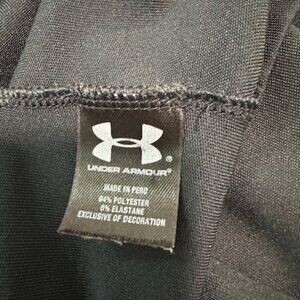 UNDER ARMOUR®
MADE IN PERU
94% POLYESTER
6% ELASTANE
EXCLUSIVE OF DECORATION